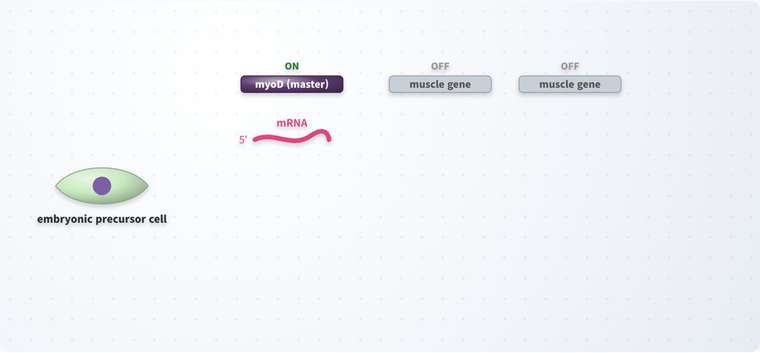 ON
OFF
OFF
myoD (master)
muscle gene
muscle gene
mRNA
5'
embryonic precursor cell